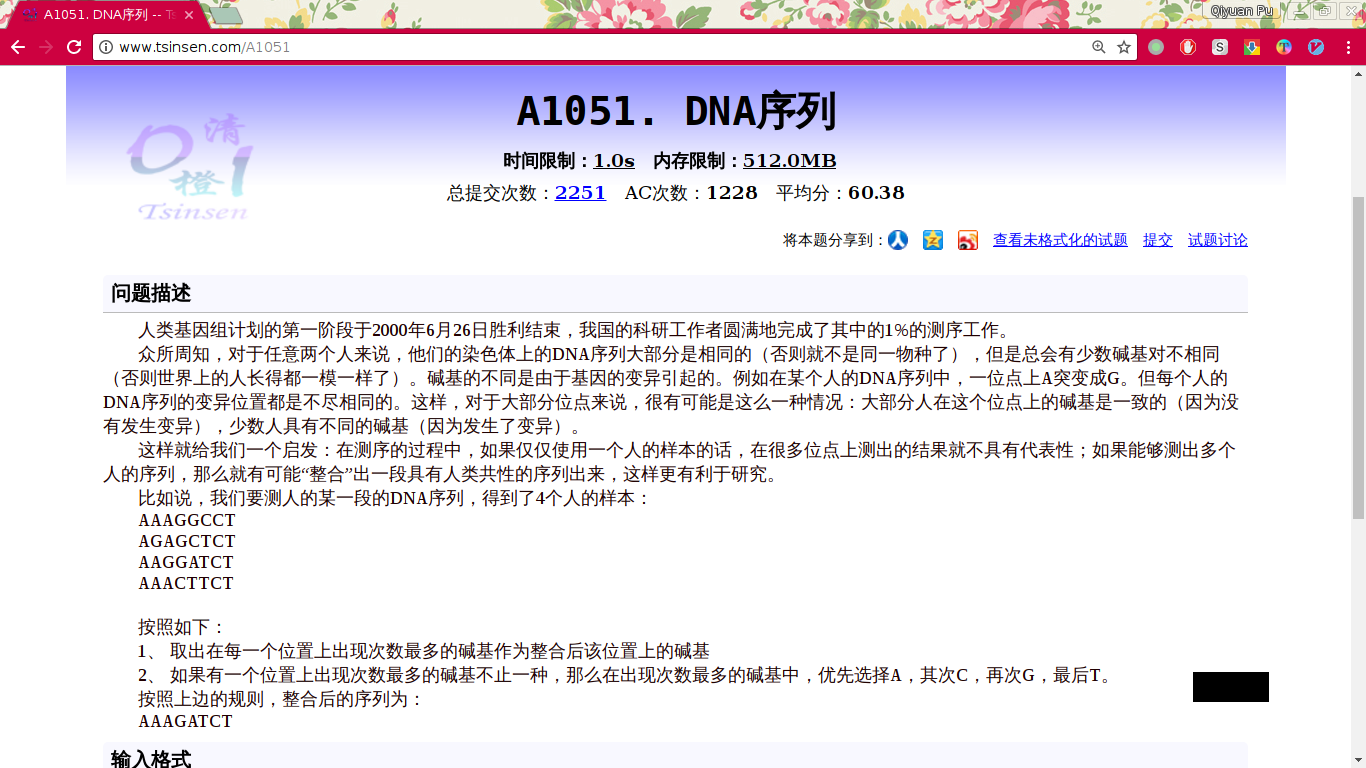 A1051. DNA序列 -- Ts
Qiyuan Pu
www.tsinsen.com/A1051
清橙
Tsinsen
A1051. DNA序列
时间限制：1.0s 内存限制：512.0MB
总提交次数：2251 AC次数：1228 平均分：60.38
将本题分享到： 查看未格式化的试题 提交 试题讨论
问题描述
人类基因组计划的第一阶段于2000年6月26日胜利结束，我国的科研工作者圆满地完成了其中的1%的测序工作。
众所周知，对于任意两个人来说，他们的染色体上的DNA序列大部分是相同的（否则就不是同一物种了），但是总会有少数碱基对不相同
（否则世界上的人长得都一模一样了）。碱基的不同是由于基因的变异引起的。例如在某个人的DNA序列中，一位点上A突变成G。但每个人的
DNA序列的变异位置都是不尽相同的。这样，对于大部分位点来说，很有可能是这么一种情况：大部分人在这个位点上的碱基是一致的（因为没
有发生变异），少数人具有不同的碱基（因为发生了变异）。
这样就给我们一个启发：在测序的过程中，如果仅仅使用一个人的样本的话，在很多位点上测出的结果就不具有代表性；如果能够测出多个
人的序列，那么就有可能“整合”出一段具有人类共性的序列出来，这样更有利于研究。
比如说，我们要测人的某一段的DNA序列，得到了4个人的样本：
AAAGGCCT
AGAGCTCT
AAGGATCT
AAACTTCT
按照如下：
1、 取出在每一个位置上出现次数最多的碱基作为整合后该位置上的碱基
2、 如果有一个位置上出现次数最多的碱基不止一种，那么在出现次数最多的碱基中，优先选择A，其次C，再次G，最后T。
按照上边的规则，整合后的序列为：
AAAGATCT
输入格式